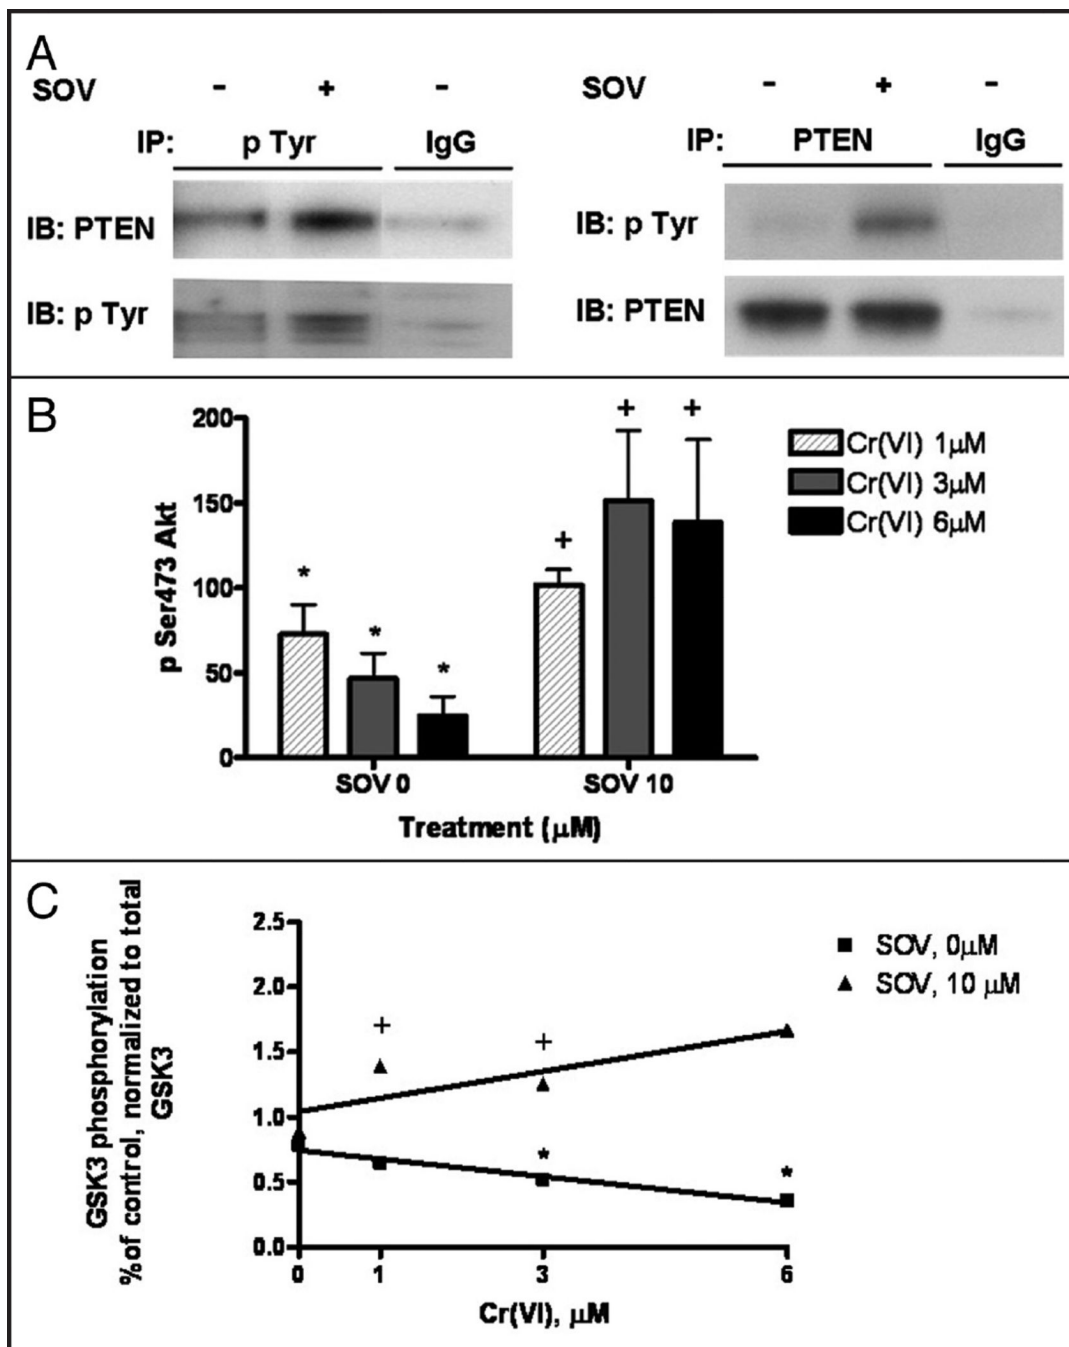 A
SOV - + -
IP: p Tyr IgG
IB: PTEN
IB: p Tyr
SOV - + -
IP: PTEN IgG
IB: p Tyr
IB: PTEN
B
p Ser473 Akt
200
150
100
50
0
* * * + + +
SOV 0 SOV 10
Treatment (μM)
Cr(VI) 1μM
Cr(VI) 3μM
Cr(VI) 6μM
C
GSK3 phosphorylation
%of control, normalized to total
GSK3
2.5
2.0
1.5
1.0
0.5
0.0
+ +
* *
0 1 3 6
Cr(VI), μM
SOV, 0μM
SOV, 10 μM